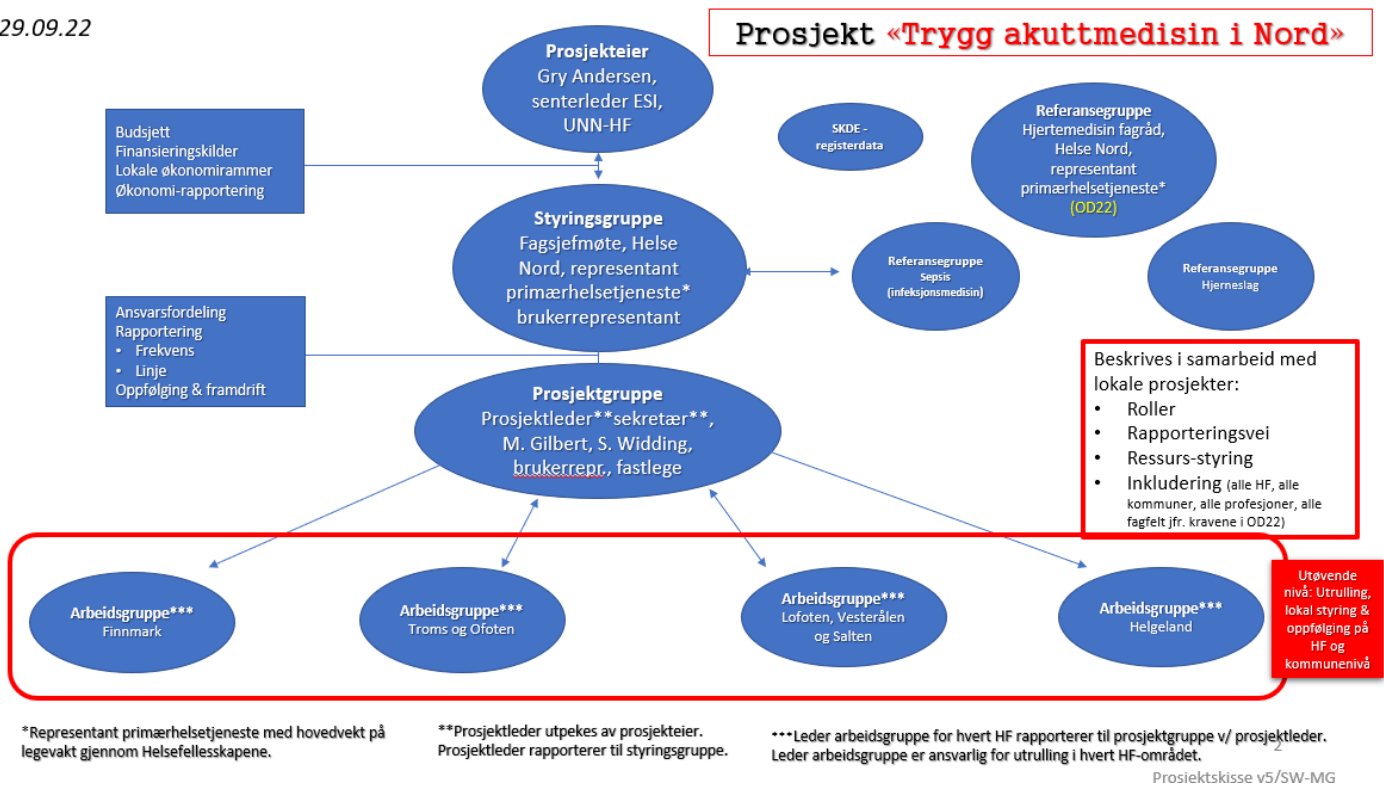 29.09.22
Prosjekt «Trygg akuttmedisin i Nord»
Prosjekteier
Gry Andersen,
senterleder ESI,
UNN-HF
Budsjett
Finansieringskilder
Lokale økonomirammer
Økonomi-rapportering
SKDE -
registerdata
Referansegruppe
Hjertemedisin fagråd,
Helse Nord,
representant
primærhelsetjeneste*
(OD22)
Styringsgruppe
Fagsjefmøte, Helse
Nord, representant
primærhelsetjeneste*
brukerrepresentant
Referansegruppe
Sepsis
(infeksjonsmedisin)
Referansegruppe
Hjerneslag
Ansvarsfordeling
Rapportering
• Frekvens
• Linje
Oppfølging & framdrift
Prosjektgruppe
Prosjektleder**sekretær**,
M. Gilbert, S. Widding,
brukerrepr., fastlege
Beskrives i samarbeid med
lokale prosjekter:
• Roller
• Rapporteringsvei
• Ressurs-styring
• Inkludering (alle HF, alle
kommuner, alle profesjoner, alle
fagfelt jfr. kravene i OD22)
Arbeidsgruppe***
Finnmark
Arbeidsgruppe***
Troms og Ofoten
Arbeidsgruppe***
Lofoten, Vesterålen
og Salten
Arbeidsgruppe***
Helgeland
Utøvende
nivå: Utrulling,
lokal styring &
oppfølging på
HF og
kommunenivå
*Representant primærhelsetjeneste med hovedvekt på
legevakt gjennom Helsefellesskapene.
**Prosjektleder utpekes av prosjekteier.
Prosjektleder rapporterer til styringsgruppe.
***Leder arbeidsgruppe for hvert HF rapporterer til prosjektgruppe v/ prosjektleder.
Leder arbeidsgruppe er ansvarlig for utrulling i hvert HF-området.
2
Prosjektskisse v5/SW-MG